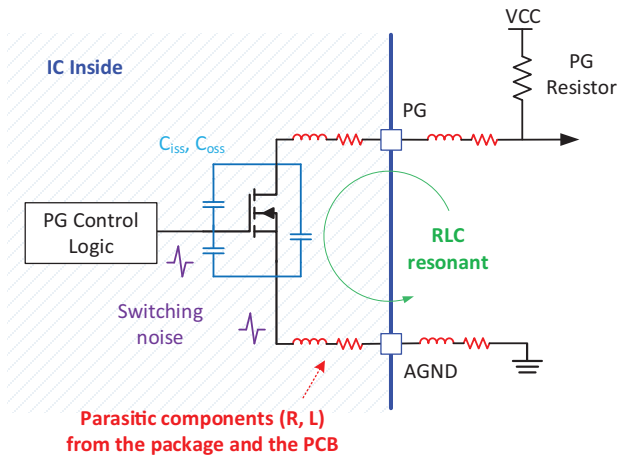 VCC
IC Inside
PG
Resistor
PG
Ciss, Coss
PG Control
Logic
RLC
resonant
Switching
noise
AGND
Parasitic components (R, L)
from the package and the PCB